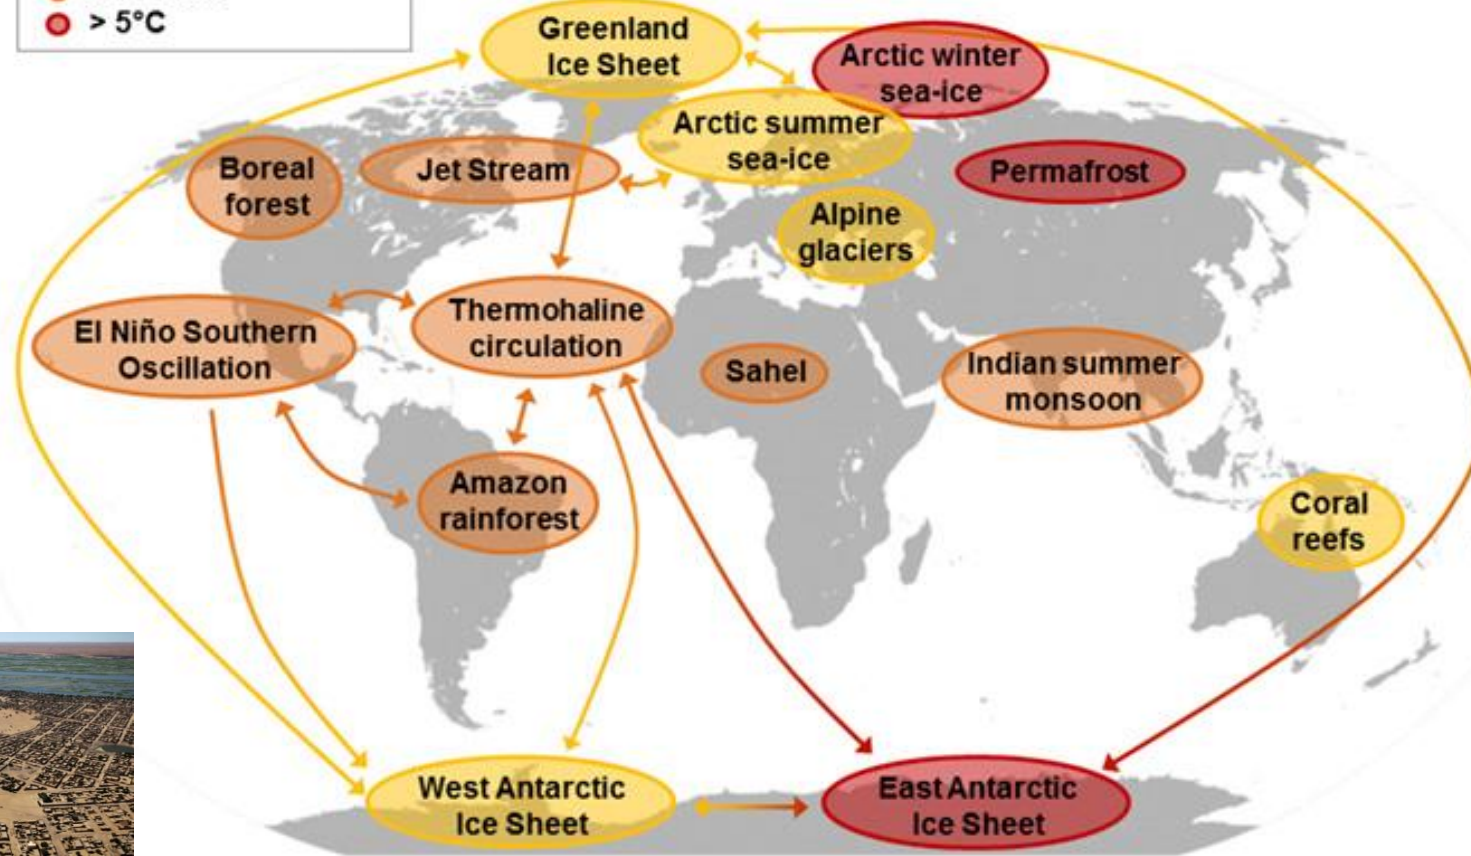 > 5°C
Greenland
Ice Sheet
Arctic winter
sea-ice
Arctic summer
sea-ice
Boreal
forest
Jet Stream
Permafrost
Alpine
glaciers
El Niño Southern
Oscillation
Thermohaline
circulation
Sahel
Indian summer
monsoon
Amazon
rainforest
Coral
reefs
West Antarctic
Ice Sheet
East Antarctic
Ice Sheet